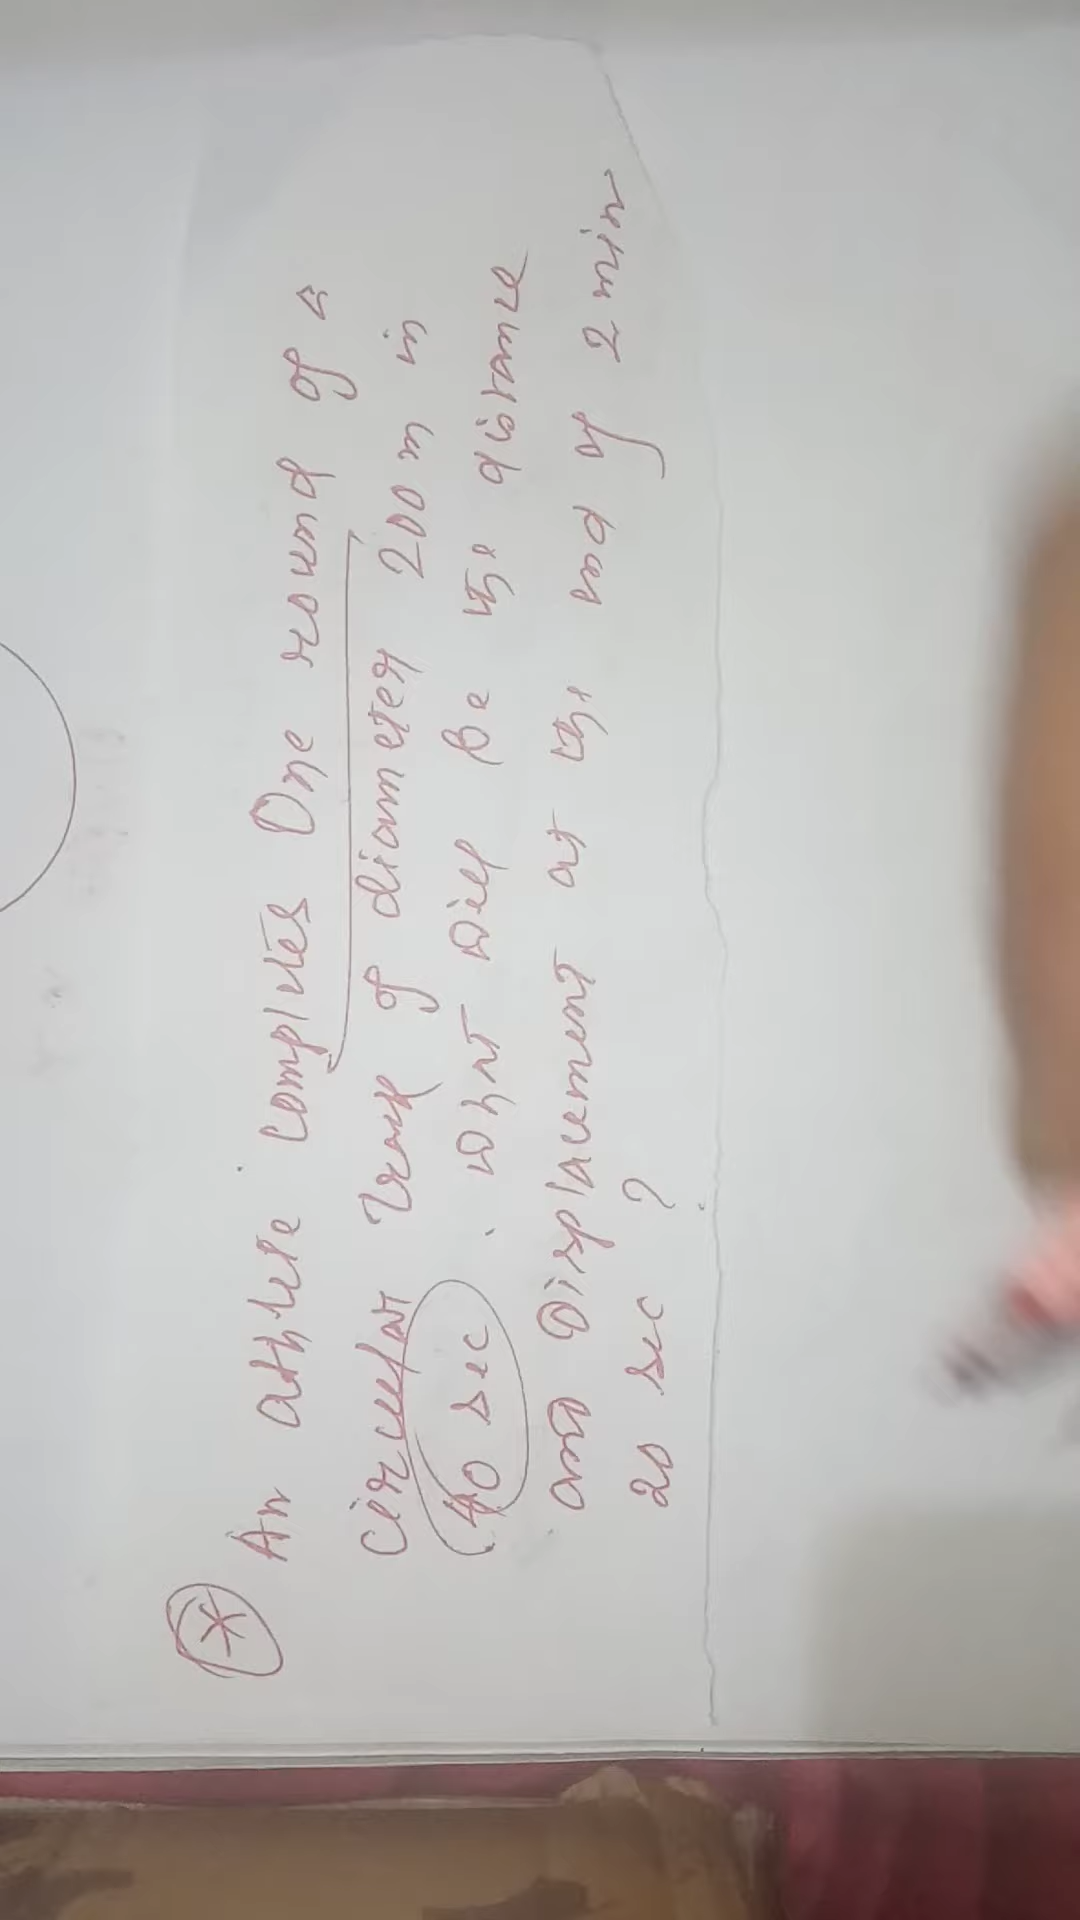 An athlete completes One round of a
circular track of diameter 200 m in
40 sec . what will be the distance
and Displacement at the end of 2 min
20 sec ?